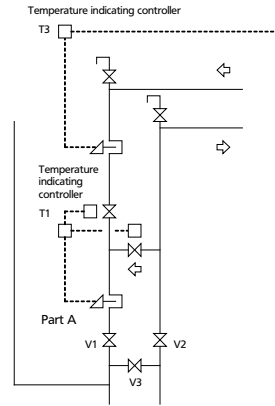 Temperature indicating controller
T3
Temperature
indicating
controller
T1
Part A
V1
V2
V3